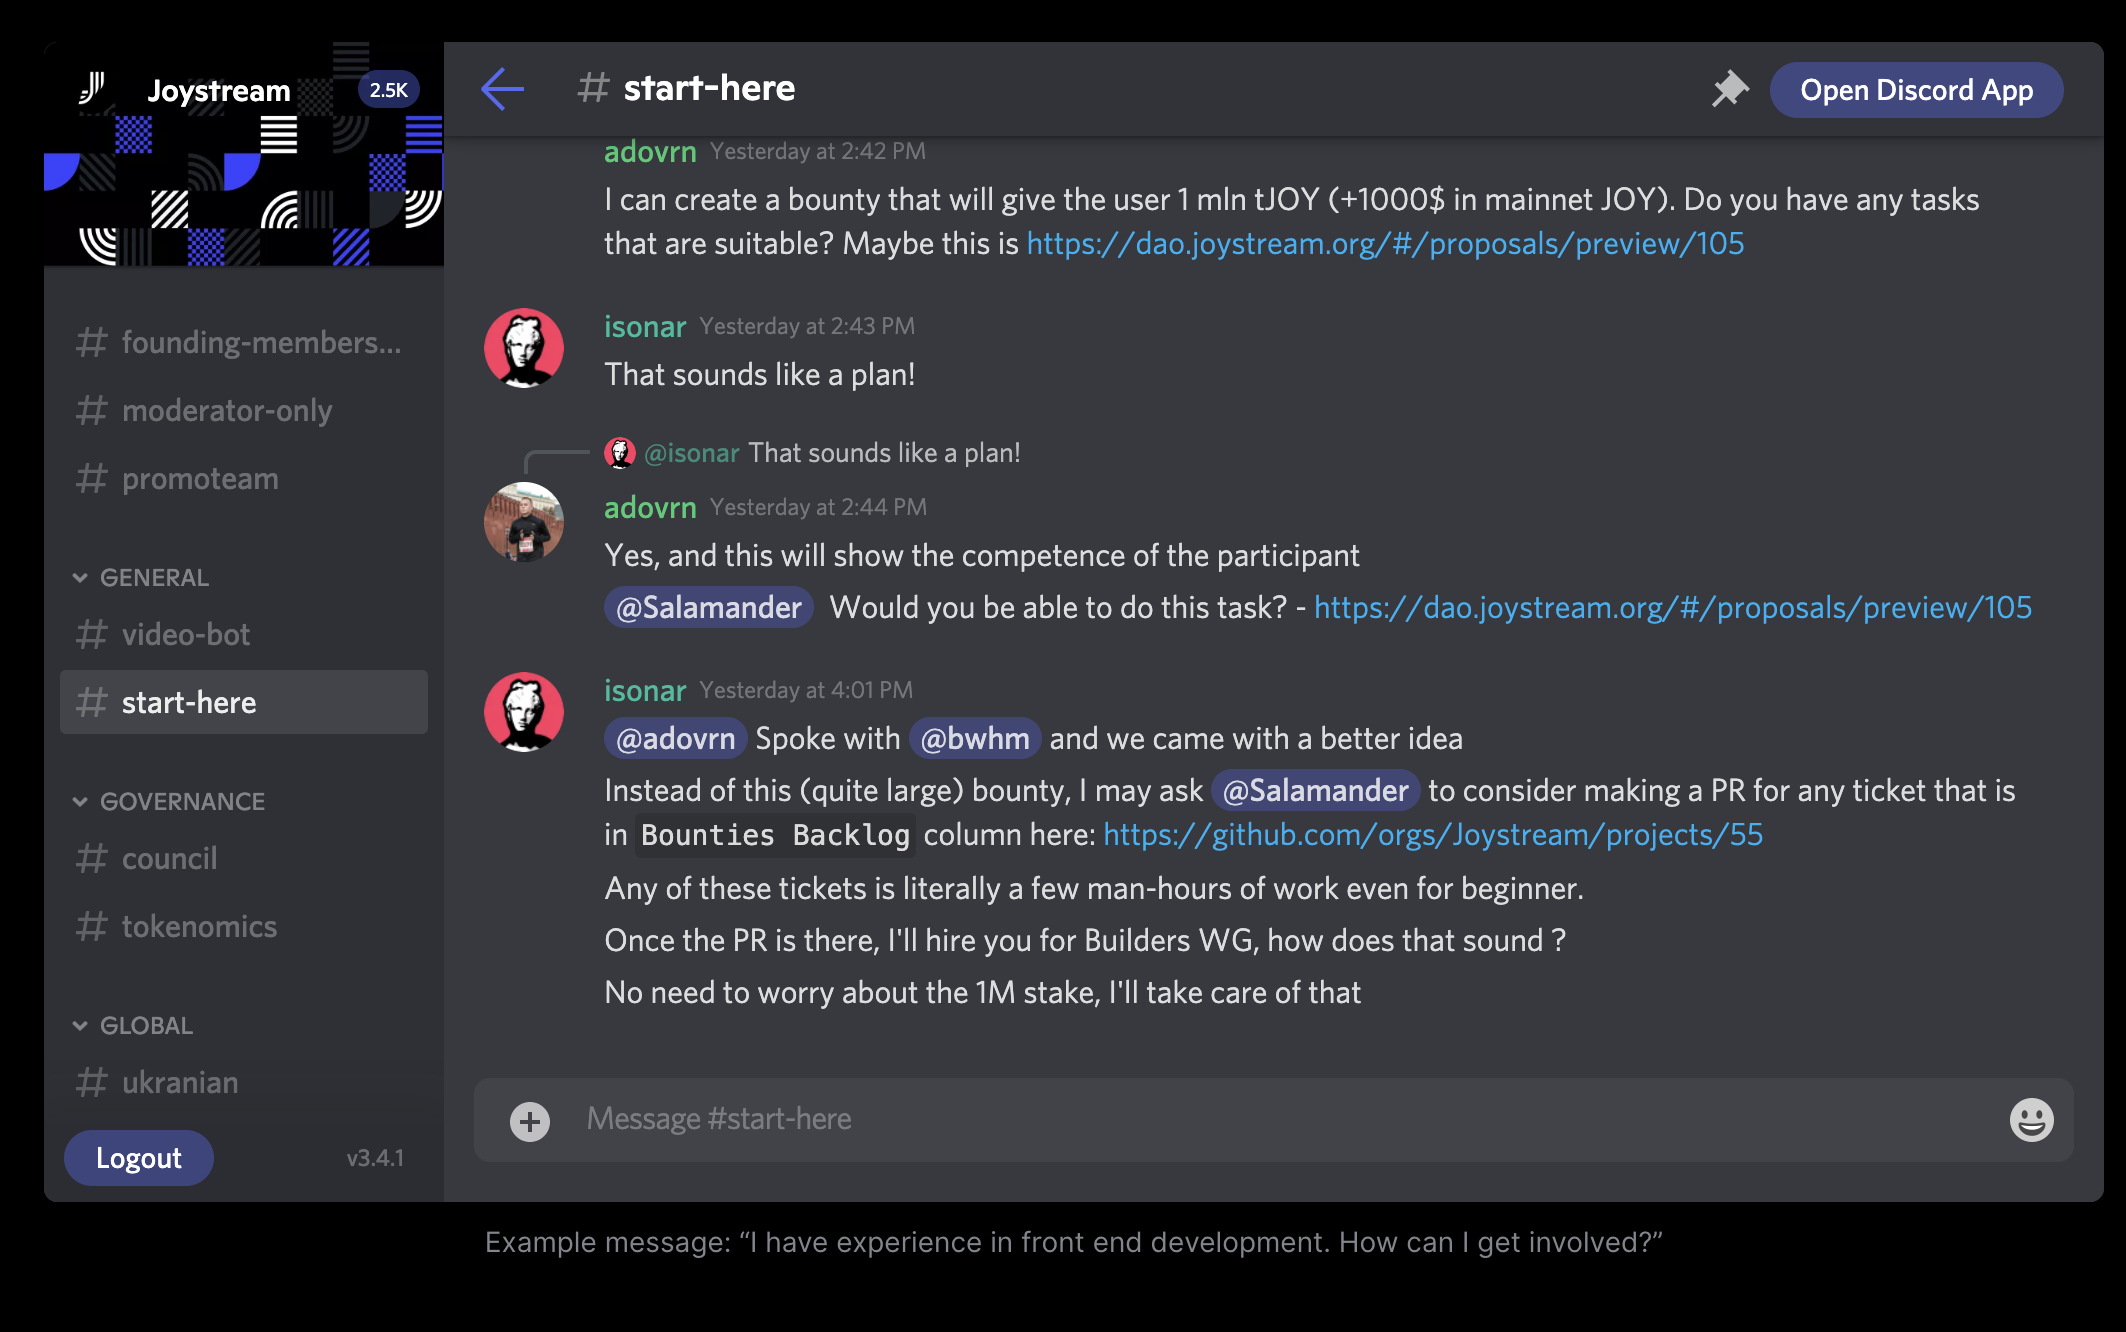 Joystream
2.5K
# founding-members...
# moderator-only
# promoteam
GENERAL
# video-bot
# start-here
GOVERNANCE
# council
# tokenomics
GLOBAL
# ukranian
Logout
v3.4.1
# start-here
Open Discord App
adovrn Yesterday at 2:42 PM
I can create a bounty that will give the user 1 mln tJOY (+1000$ in mainnet JOY). Do you have any tasks
that are suitable? Maybe this is https://dao.joystream.org/#/proposals/preview/105
isonar Yesterday at 2:43 PM
That sounds like a plan!
@isonar That sounds like a plan!
adovrn Yesterday at 2:44 PM
Yes, and this will show the competence of the participant
@Salamander Would you be able to do this task? - https://dao.joystream.org/#/proposals/preview/105
isonar Yesterday at 4:01 PM
@adovrn Spoke with @bwhm and we came with a better idea
Instead of this (quite large) bounty, I may ask @Salamander to consider making a PR for any ticket that is
in Bounties Backlog column here: https://github.com/orgs/Joystream/projects/55
Any of these tickets is literally a few man-hours of work even for beginner.
Once the PR is there, I'll hire you for Builders WG, how does that sound ?
No need to worry about the 1M stake, I'll take care of that
Message #start-here
Example message: “I have experience in front end development. How can I get involved?”